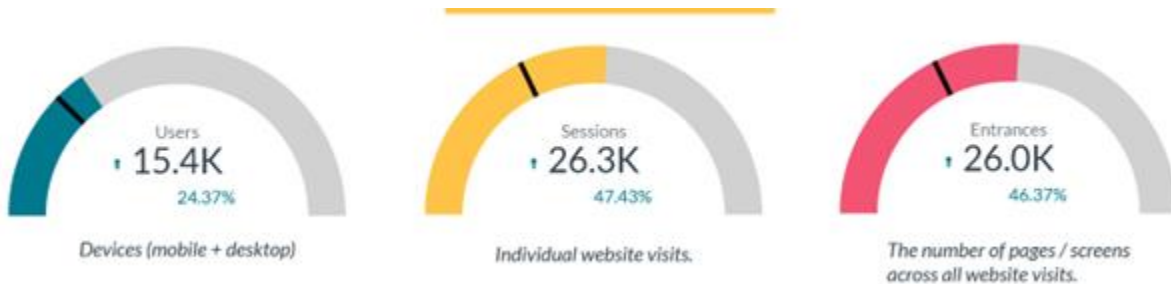 Users
15.4K
24.37%
Devices (mobile + desktop)
Sessions
26.3K
47.43%
Individual website visits.
Entrances
26.0K
46.37%
The number of pages / screens
across all website visits.